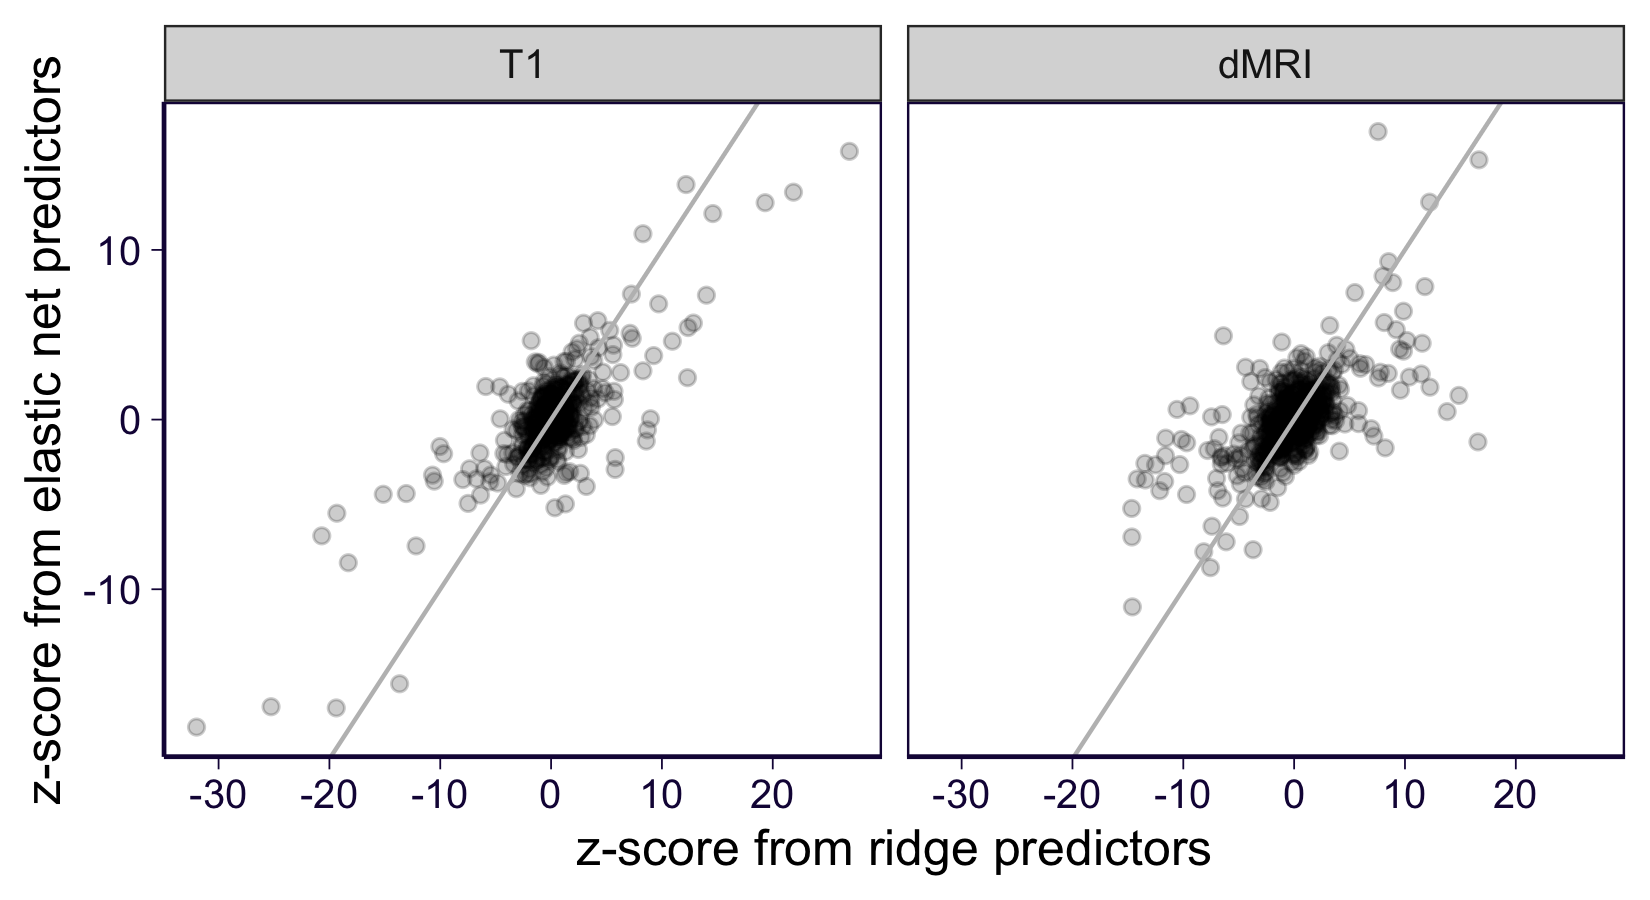 T1
dMRI
z-score from elastic net predictors
10
0
-10
-30 -20 -10 0 10 20
-30 -20 -10 0 10 20
z-score from ridge predictors